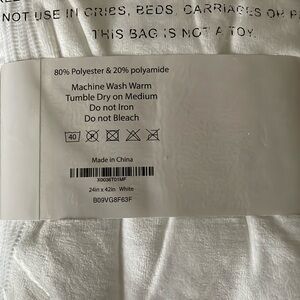 NOT USE IN CRIBS, BEDS, CARRIAGES OR P
THIS BAG IS NOT A TOY.
80% Polyester & 20% polyamide
Machine Wash Warm
Tumble Dry on Medium
Do not Iron
Do not Bleach
40
Made in China
X0036T01MF
24in x 42in White
B09VG8F63F